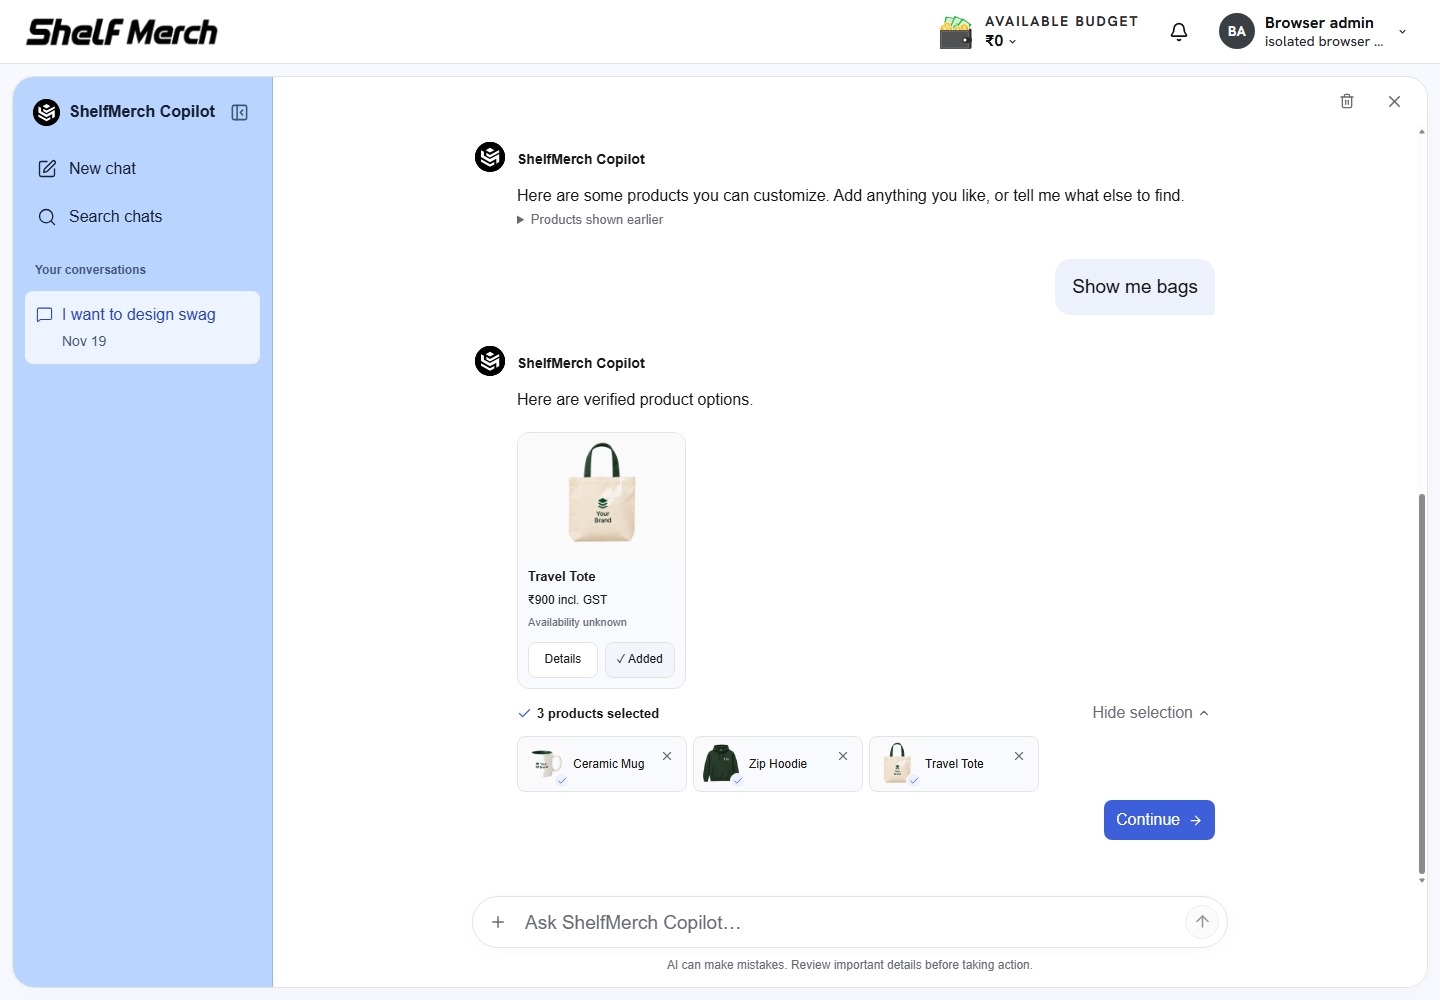 Shelf Merch
AVAILABLE BUDGET
₹0
BA
Browser admin
isolated browser ...
ShelfMerch Copilot
New chat
Search chats
Your conversations
I want to design swag
Nov 19
ShelfMerch Copilot
Here are some products you can customize. Add anything you like, or tell me what else to find.
Products shown earlier
Show me bags
ShelfMerch Copilot
Here are verified product options.
Your
Brand
Travel Tote
₹900 incl. GST
Availability unknown
Details
✓ Added
3 products selected
Hide selection
Ceramic Mug
Zip Hoodie
Travel Tote
Continue →
Ask ShelfMerch Copilot…
AI can make mistakes. Review important details before taking action.